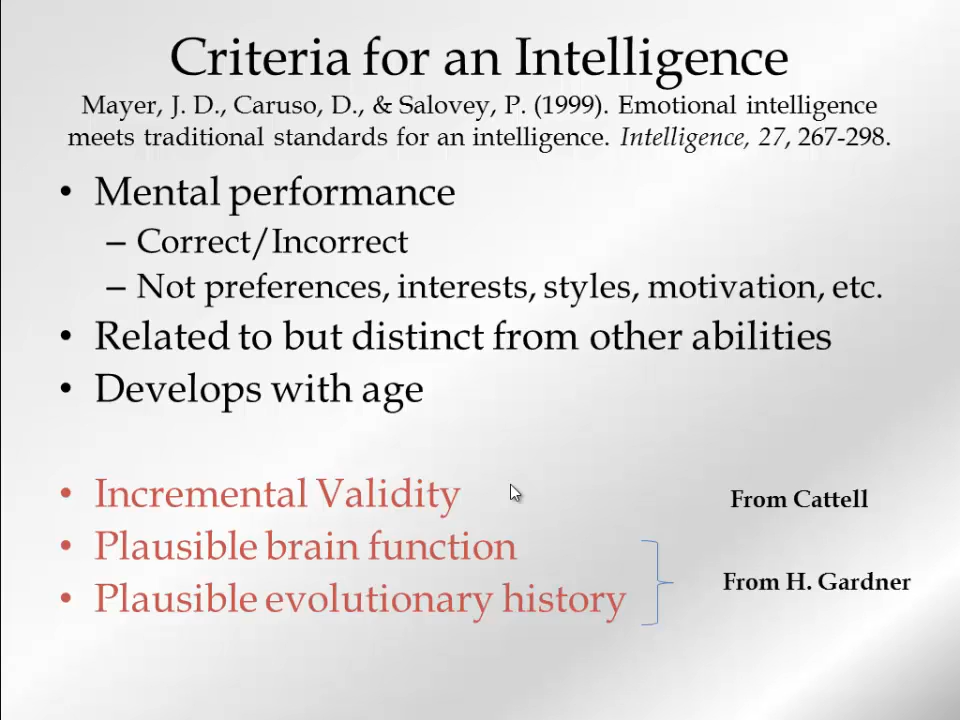 Criteria for an Intelligence
Mayer, J. D., Caruso, D., & Salovey, P. (1999). Emotional intelligence
meets traditional standards for an intelligence. Intelligence, 27, 267-298.
• Mental performance
– Correct/Incorrect
– Not preferences, interests, styles, motivation, etc.
• Related to but distinct from other abilities
• Develops with age
• Incremental Validity
From Cattell
• Plausible brain function
From H. Gardner
• Plausible evolutionary history